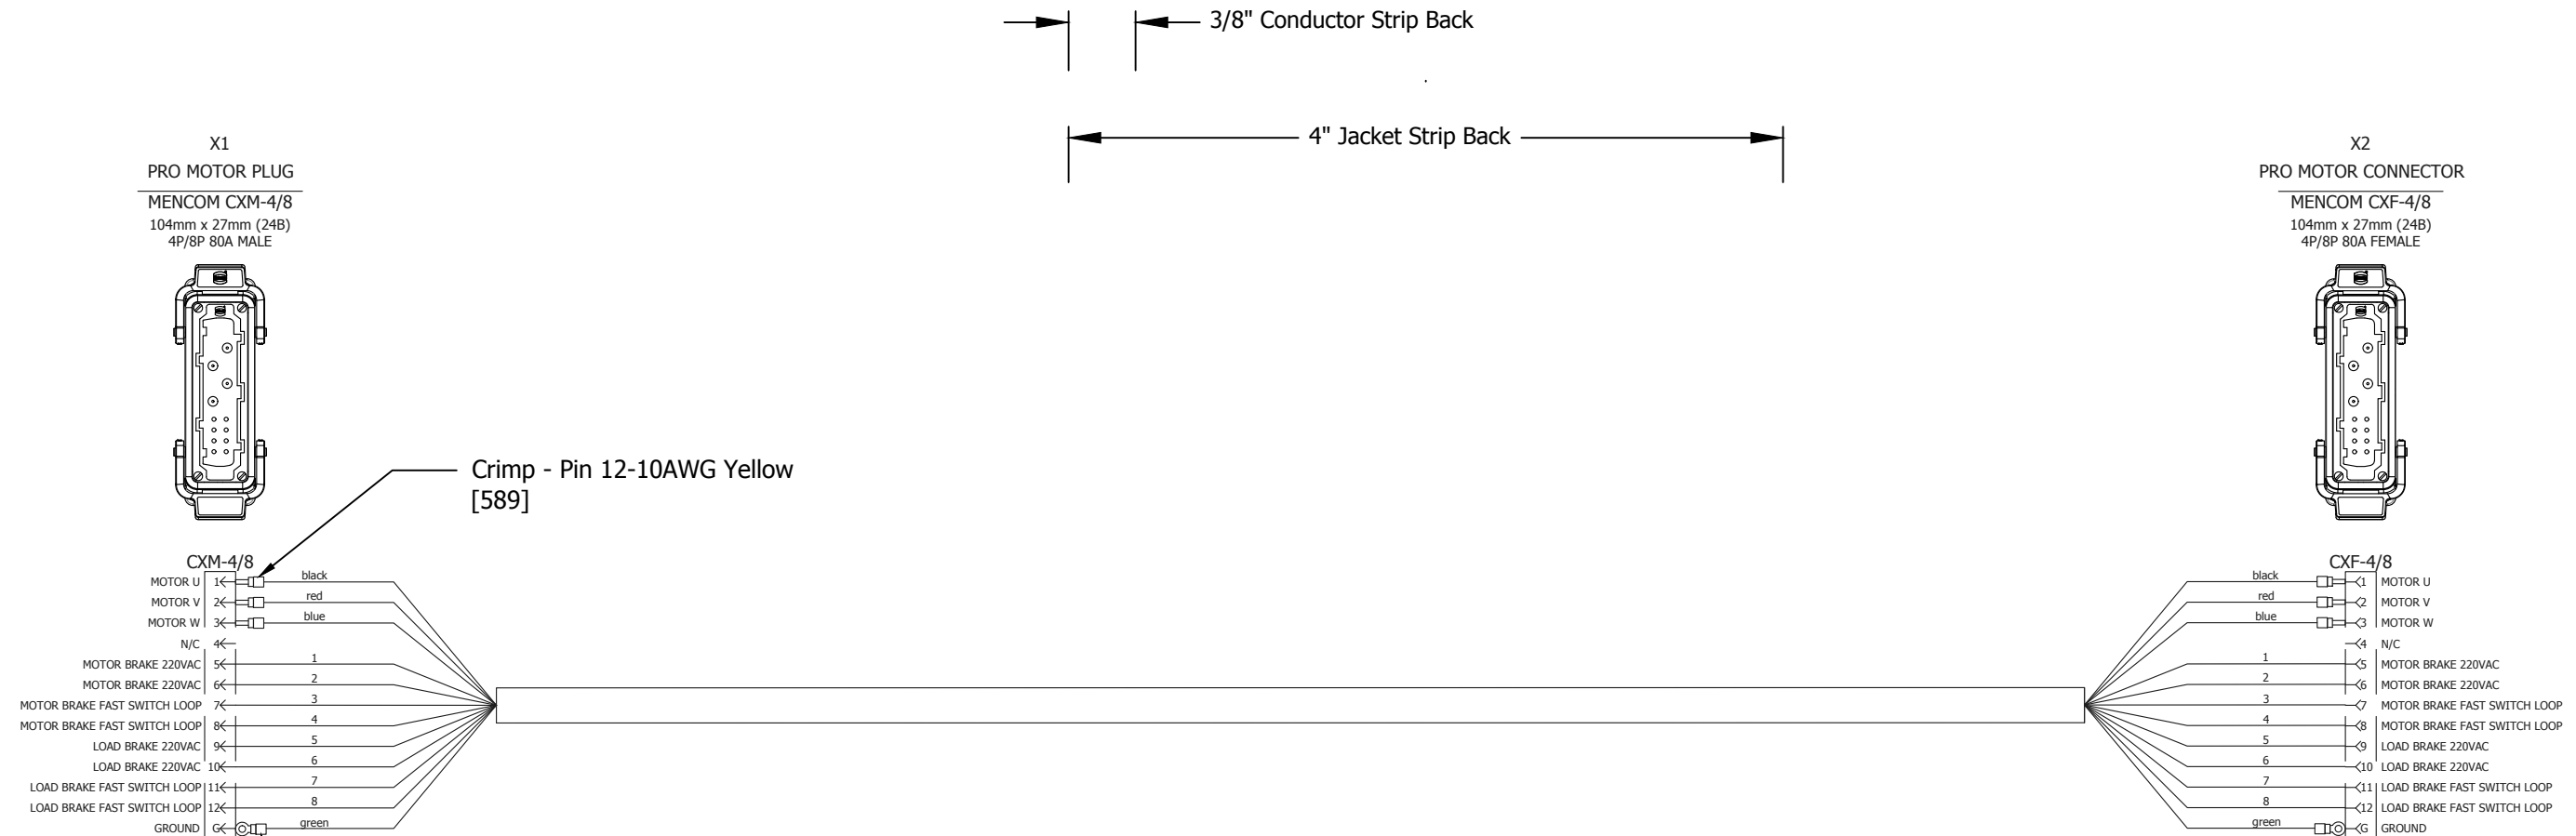 3/8" Conductor Strip Back
4" Jacket Strip Back
X1
PRO MOTOR PLUG
MENCOM CXM-4/8
104mm x 27mm (24B)
4P/8P 80A MALE
X2
PRO MOTOR CONNECTOR
MENCOM CXF-4/8
104mm x 27mm (24B)
4P/8P 80A FEMALE
Crimp - Pin 12-10AWG Yellow
[589]
CXM-4/8
MOTOR U 1 black
MOTOR V 2 red
MOTOR W 3 blue
N/C 4
MOTOR BRAKE 220VAC 5 1
MOTOR BRAKE 220VAC 6 2
MOTOR BRAKE FAST SWITCH LOOP 7 3
MOTOR BRAKE FAST SWITCH LOOP 8 4
LOAD BRAKE 220VAC 9 5
LOAD BRAKE 220VAC 10 6
LOAD BRAKE FAST SWITCH LOOP 11 7
LOAD BRAKE FAST SWITCH LOOP 12 8
GROUND G green
CXF-4/8
black 1 MOTOR U
red 2 MOTOR V
blue 3 MOTOR W
4 N/C
1 5 MOTOR BRAKE 220VAC
2 6 MOTOR BRAKE 220VAC
3 7 MOTOR BRAKE FAST SWITCH LOOP
4 8 MOTOR BRAKE FAST SWITCH LOOP
5 9 LOAD BRAKE 220VAC
6 10 LOAD BRAKE 220VAC
7 11 LOAD BRAKE FAST SWITCH LOOP
8 12 LOAD BRAKE FAST SWITCH LOOP
green G GROUND